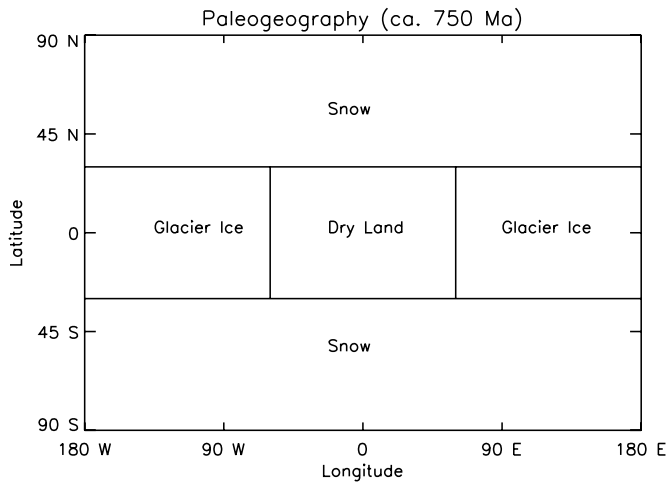 Paleogeography (ca. 750 Ma)
90 N
Snow
45 N
Glacier Ice Dry Land Glacier Ice
0
Latitude
45 S
Snow
90 S
180 W 90 W 0 90 E 180 E
Longitude